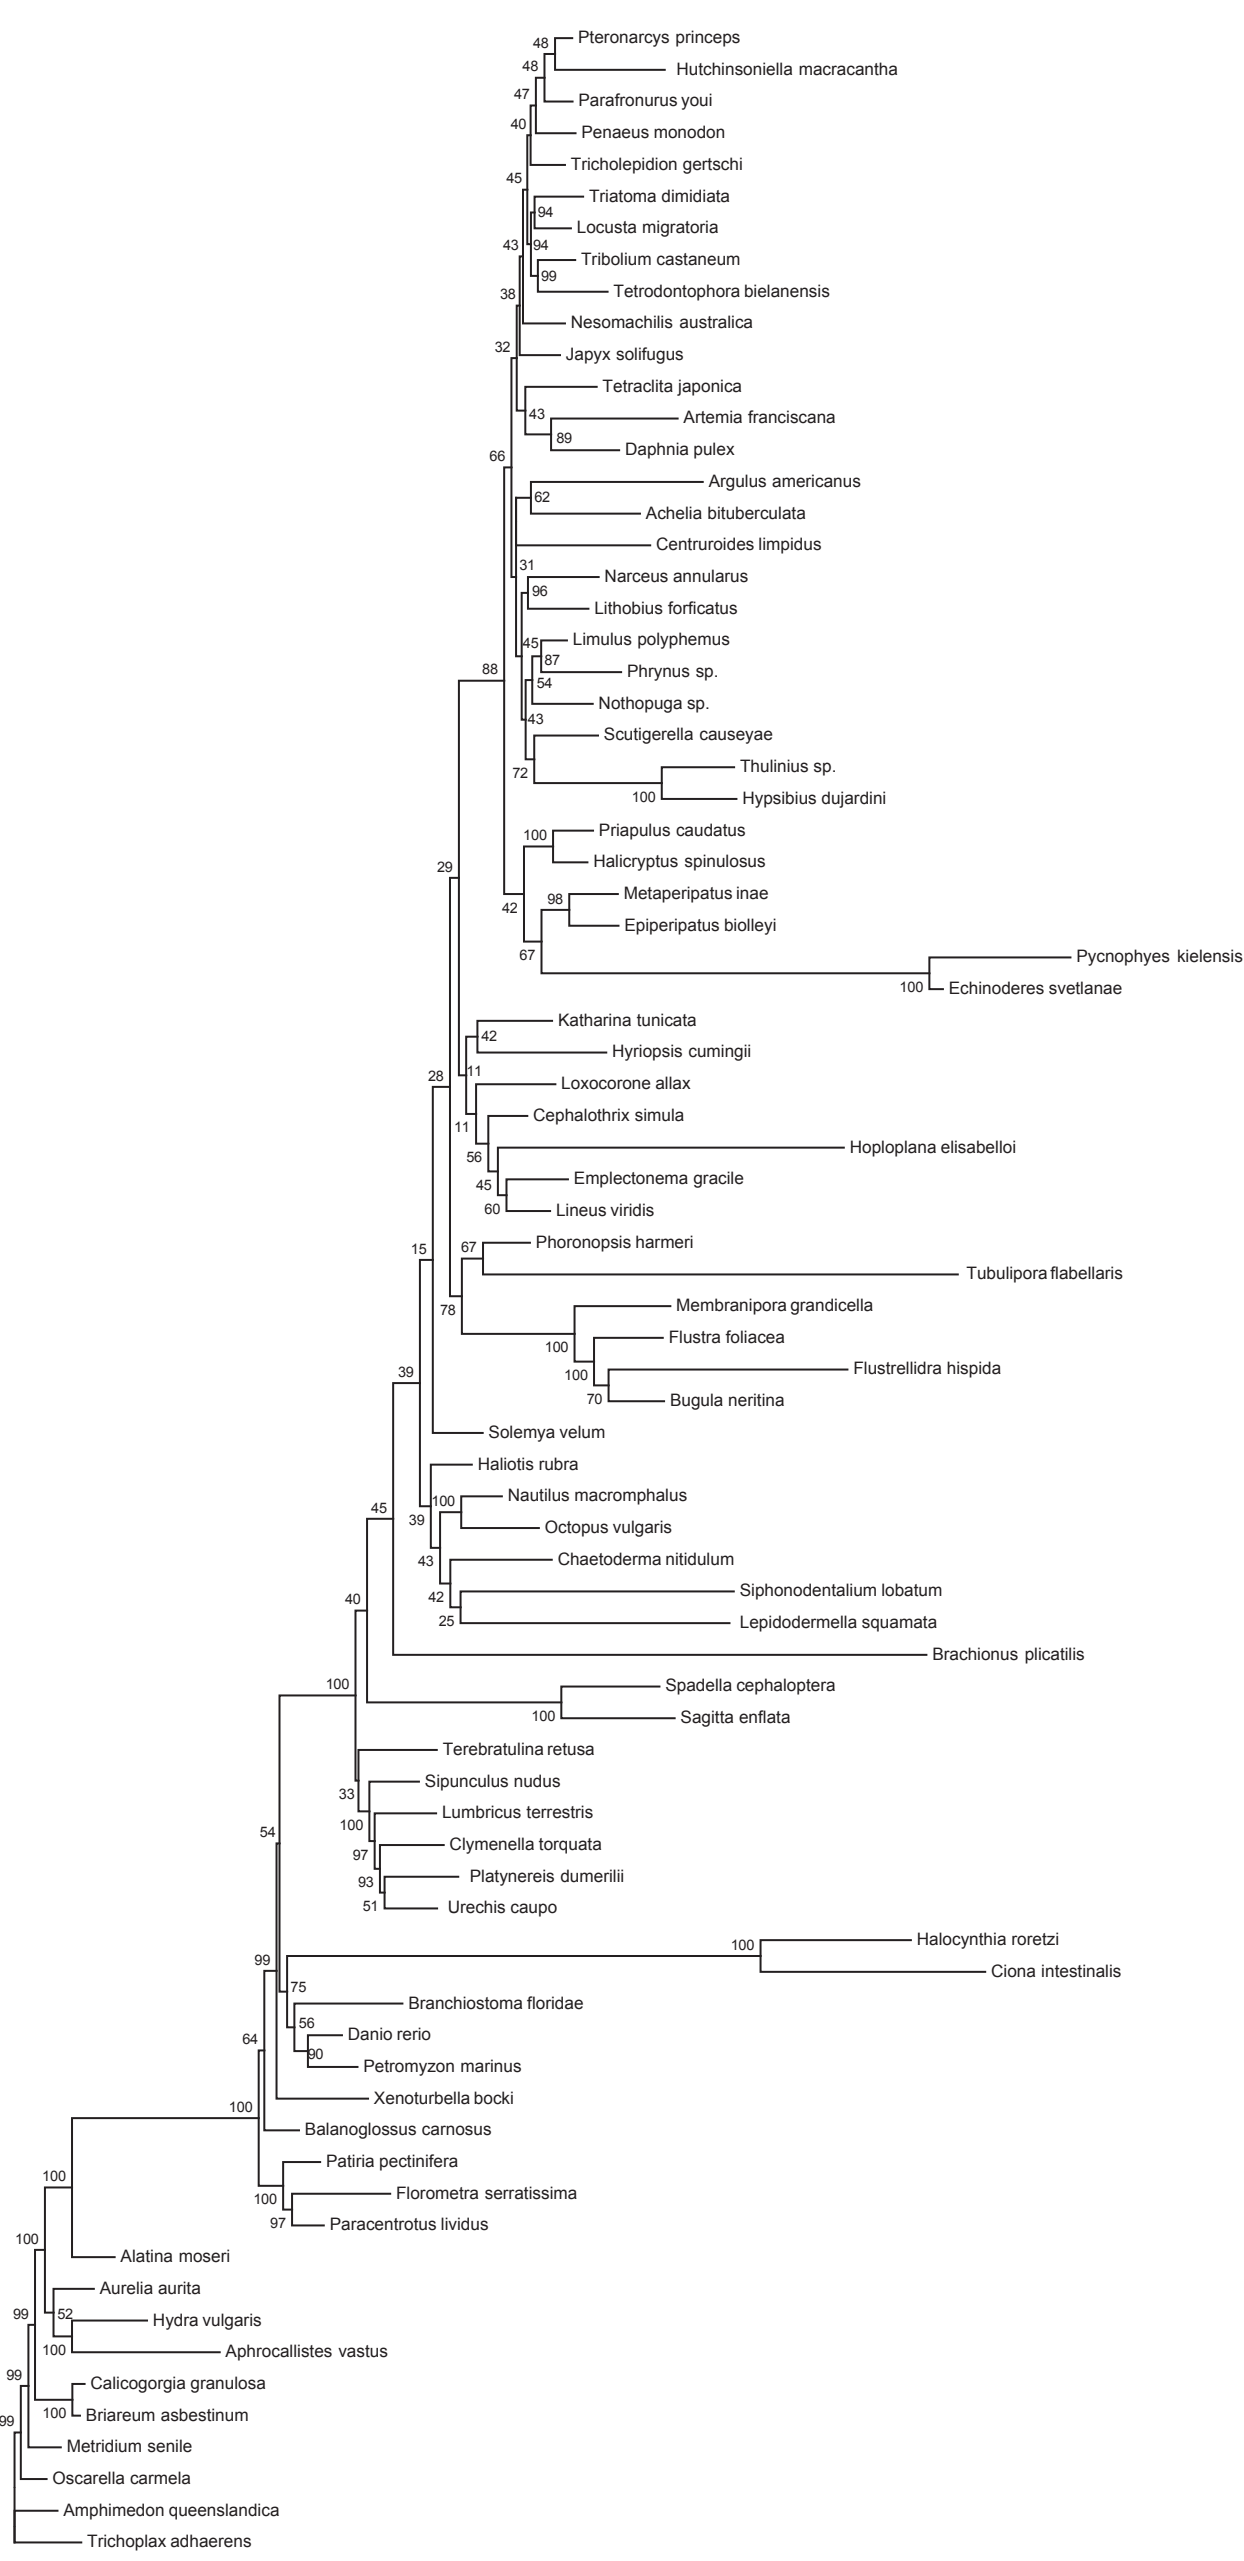 48
Pteronarcys princeps
48
Hutchinsoniella macracantha
47
Parafronurus youi
40
Penaeus monodon
Tricholepidion gertschi
45
Triatoma dimidiata
94
Locusta migratoria
43
94
Tribolium castaneum
99
38
Tetrodontophora bielanensis
Nesomachilis australica
32
Japyx solifugus
Tetraclita japonica
43
Artemia franciscana
89
Daphnia pulex
66
Argulus americanus
62
Achelia bituberculata
Centruroides limpidus
31
Narceus annularus
96
Lithobius forficatus
45
Limulus polyphemus
87
88
Phrynus sp.
54
Nothopuga sp.
43
Scutigerella causeyae
72
Thulinius sp.
100
Hypsibius dujardini
100
Priapulus caudatus
Halicryptus spinulosus
29
98
Metaperipatus inae
42
Epiperipatus biolleyi
67
Pycnophyes kielensis
100
Echinoderes svetlanae
Katharina tunicata
42
Hyriopsis cumingii
11
28
Loxocorone allax
11
Cephalothrix simula
56
Hoploplana elisabelloi
45
Emplectonema gracile
60
Lineus viridis
15
67
Phoronopsis harmeri
Tubulipora flabellaris
78
Membranipora grandicella
100
Flustra foliacea
39
100
Flustrellidra hispida
70
Bugula neritina
Solemya velum
Haliotis rubra
100
Nautilus macromphalus
45
39
Octopus vulgaris
43
Chaetoderma nitidulum
40
42
Siphonodentalium lobatum
25
Lepidodermella squamata
Brachionus plicatilis
100
Spadella cephaloptera
100
Sagitta enflata
Terebratulina retusa
33
Sipunculus nudus
100
Lumbricus terrestris
54
97
Clymenella torquata
93
Platynereis dumerilii
51
Urechis caupo
100
Halocynthia roretzi
99
Ciona intestinalis
75
Branchiostoma floridae
56
64
Danio rerio
90
Petromyzon marinus
Xenoturbella bocki
100
Balanoglossus carnosus
100
Patiria pectinifera
100
Florometra serratissima
97
Paracentrotus lividus
100
Alatina moseri
Aurelia aurita
99
52
Hydra vulgaris
100
Aphrocallistes vastus
99
Calicogorgia granulosa
100
Briareum asbestinum
99
Metridium senile
Oscarella carmela
Amphimedon queenslandica
Trichoplax adhaerens